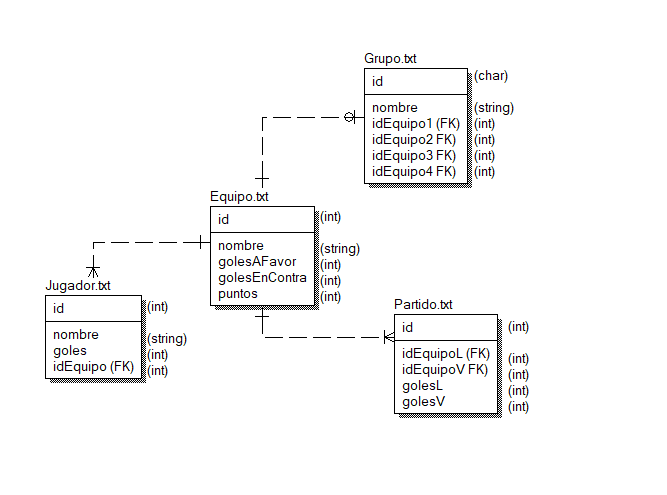 Grupo.txt
id (char)
nombre (string)
idEquipo1 (FK) (int)
idEquipo2 FK) (int)
idEquipo3 FK) (int)
idEquipo4 FK) (int)
Equipo.txt
id (int)
nombre (string)
golesAFavor (int)
golesEnContra (int)
puntos (int)
Jugador.txt
id (int)
nombre (string)
goles (int)
idEquipo (FK) (int)
Partido.txt
id (int)
idEquipoL (FK) (int)
idEquipoV FK) (int)
golesL (int)
golesV (int)